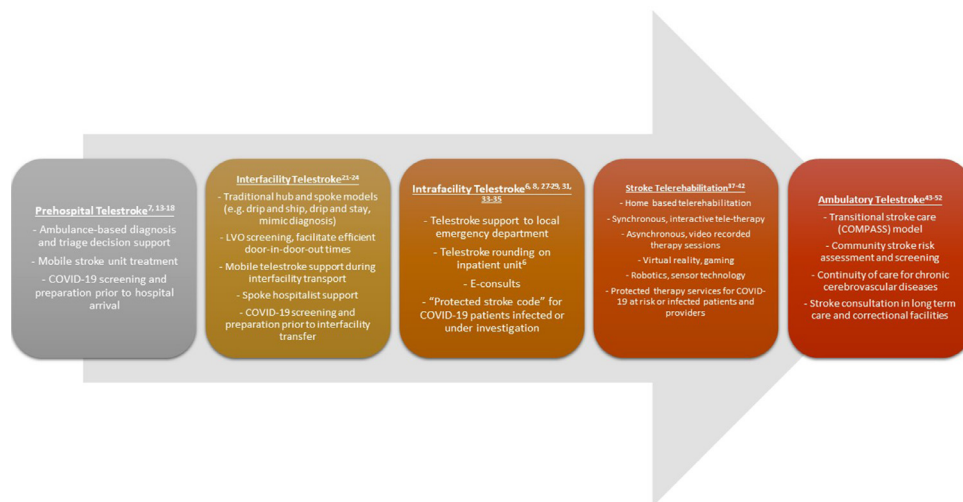 Prehospital Telestroke7, 13-18
- Ambulance-based diagnosis
and triage decision support
- Mobile stroke unit treatment
- COVID-19 screening and
preparation prior to hospital
arrival
Interfacility Telestroke21-24
- Traditional hub and spoke models
(e.g. drip and ship, drip and stay,
mimic diagnosis)
- LVO screening, facilitate efficient
door-in-door-out times
- Mobile telestroke support during
interfacility transport
- Spoke hospitalist support
- COVID-19 screening and
preparation prior to interfacility
transfer
Intrafacility Telestroke6, 8, 27-29, 31,
33-35
- Telestroke support to local
emergency department
- Telestroke rounding on
inpatient unit6
- E-consults
- “Protected stroke code” for
COVID-19 patients infected or
under investigation
Stroke Telerehabilitation37-42
- Home based telerehabilitation
- Synchronous, interactive tele-therapy
- Asynchronous, video recorded
therapy sessions
- Virtual reality, gaming
- Robotics, sensor technology
- Protected therapy services for COVID-
19 at risk or infected patients and
providers
Ambulatory Telestroke43-52
- Transitional stroke care
(COMPASS) model
- Community stroke risk
assessment and screening
- Continuity of care for chronic
cerebrovascular diseases
- Stroke consultation in long term
care and correctional facilities